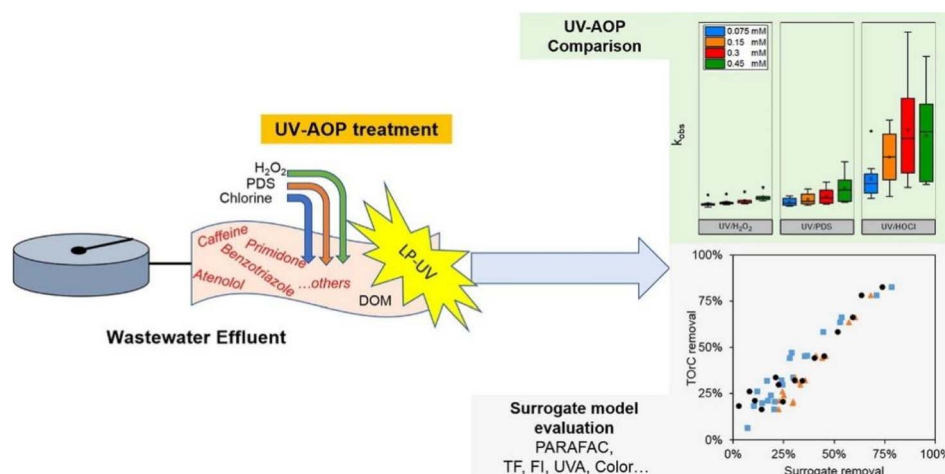 UV-AOP
Comparison
0.075 mM
0.15 mM
0.3 mM
0.45 mM
k_obs
UV/H₂O₂
UV/PDS
UV/HOCl
UV-AOP treatment
H₂O₂
PDS
Chlorine
Caffeine
Primidone
Benzotriazole
Atenolol
...others
DOM
LP-UV
Wastewater Effluent
100%
75%
50%
25%
0%
TOrC removal
0%
25%
50%
75%
100%
Surrogate removal
Surrogate model
evaluation
PARAFAC,
TF, FI, UVA, Color...